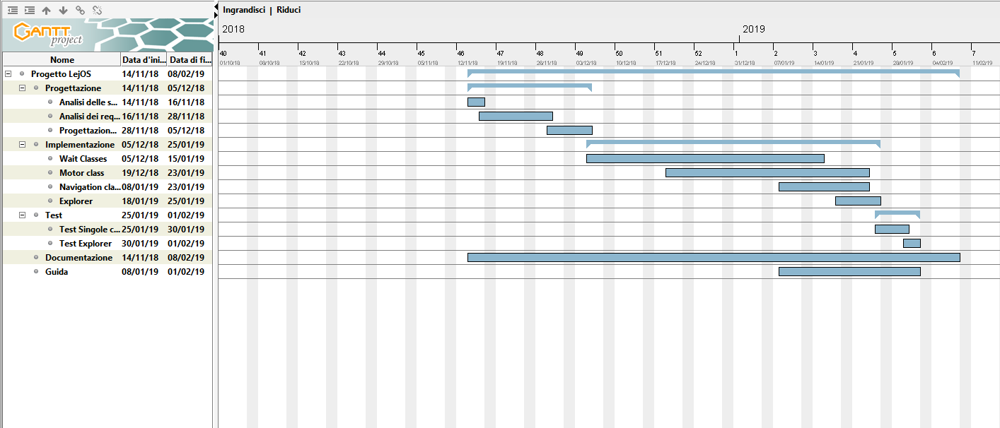 Ingrandisci | Riduci
GANTT
project
2018 2019
Nome Data d'ini... Data di fi...
40 41 42 43 44 45 46 47 48 49 50 51 52 1 2 3 4 5 6 7
01/10/18 08/10/18 15/10/18 22/10/18 29/10/18 05/11/18 12/11/18 19/11/18 26/11/18 03/12/18 10/12/18 17/12/18 24/12/18 31/12/18 07/01/19 14/01/19 21/01/19 28/01/19 04/02/19 11/02/19
Progetto LejOS 14/11/18 08/02/19
Progettazione 14/11/18 05/12/18
Analisi delle s... 14/11/18 16/11/18
Analisi dei req... 16/11/18 28/11/18
Progettazion... 28/11/18 05/12/18
Implementazione 05/12/18 25/01/19
Wait Classes 05/12/18 15/01/19
Motor class 19/12/18 23/01/19
Navigation cla... 08/01/19 23/01/19
Explorer 18/01/19 25/01/19
Test 25/01/19 01/02/19
Test Singole c... 25/01/19 30/01/19
Test Explorer 30/01/19 01/02/19
Documentazione 14/11/18 08/02/19
Guida 08/01/19 01/02/19